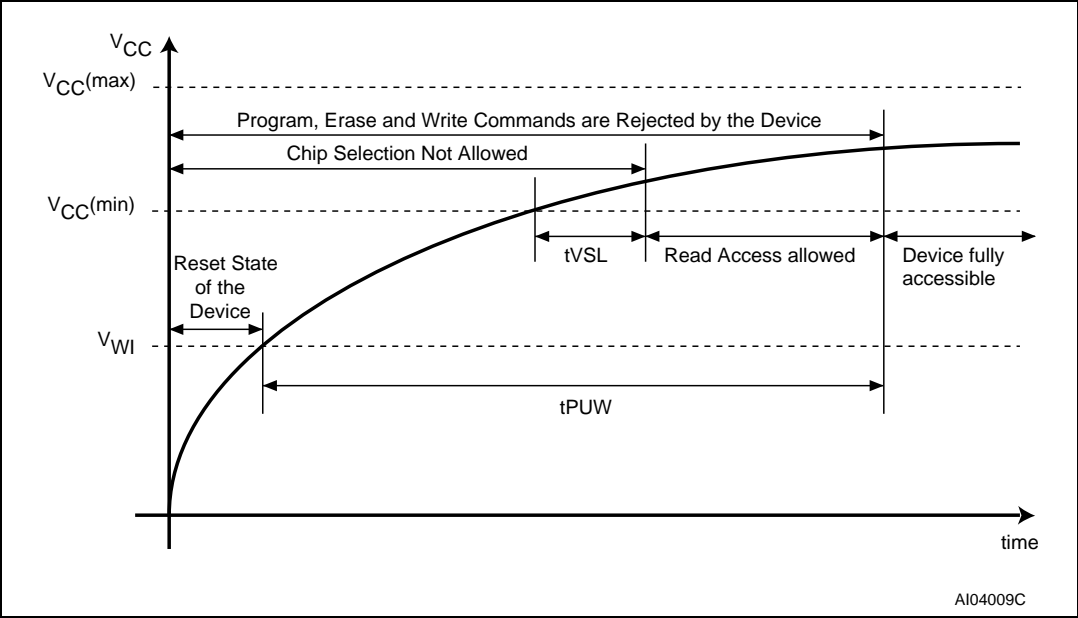 VCC
VCC(max)
Program, Erase and Write Commands are Rejected by the Device
Chip Selection Not Allowed
VCC(min)
tVSL
Read Access allowed
Device fully
accessible
Reset State
of the
Device
VWI
tPUW
time
AI04009C